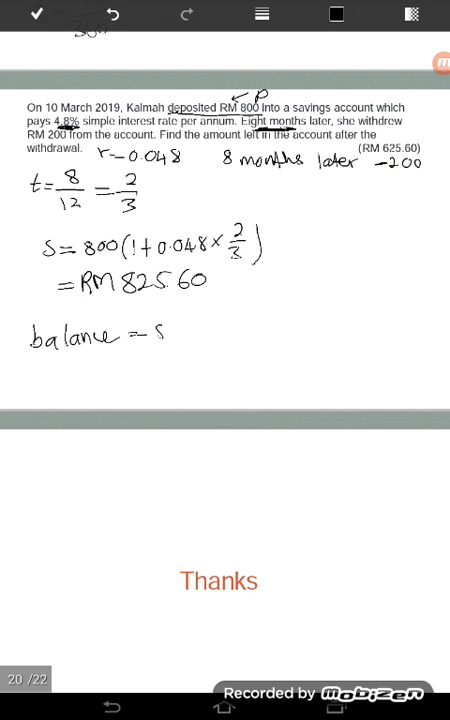 360
On 10 March 2019, Kalmah deposited RM 800 into a savings account which
pays 4.8% simple interest rate per annum. Eight months later, she withdrew
RM 200 from the account. Find the amount left in the account after the
withdrawal. (RM 625.60)
P
r=0.048 8 months later -200
t = 8/12 = 2/3
S = 800(1+0.048 × 2/3)
= RM 825.60
balance = S
Thanks
20 /22
Recorded by Mobizen